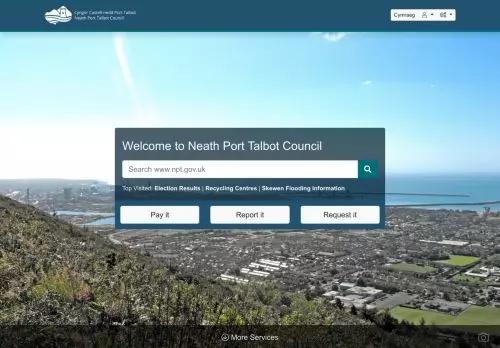 Cyngor Castell-nedd Port Talbot
Neath Port Talbot Council
Cymraeg
Welcome to Neath Port Talbot Council
Search www.npt.gov.uk
Top Visited: Election Results | Recycling Centres | Skewen Flooding Information
Pay it
Report it
Request it
More Services